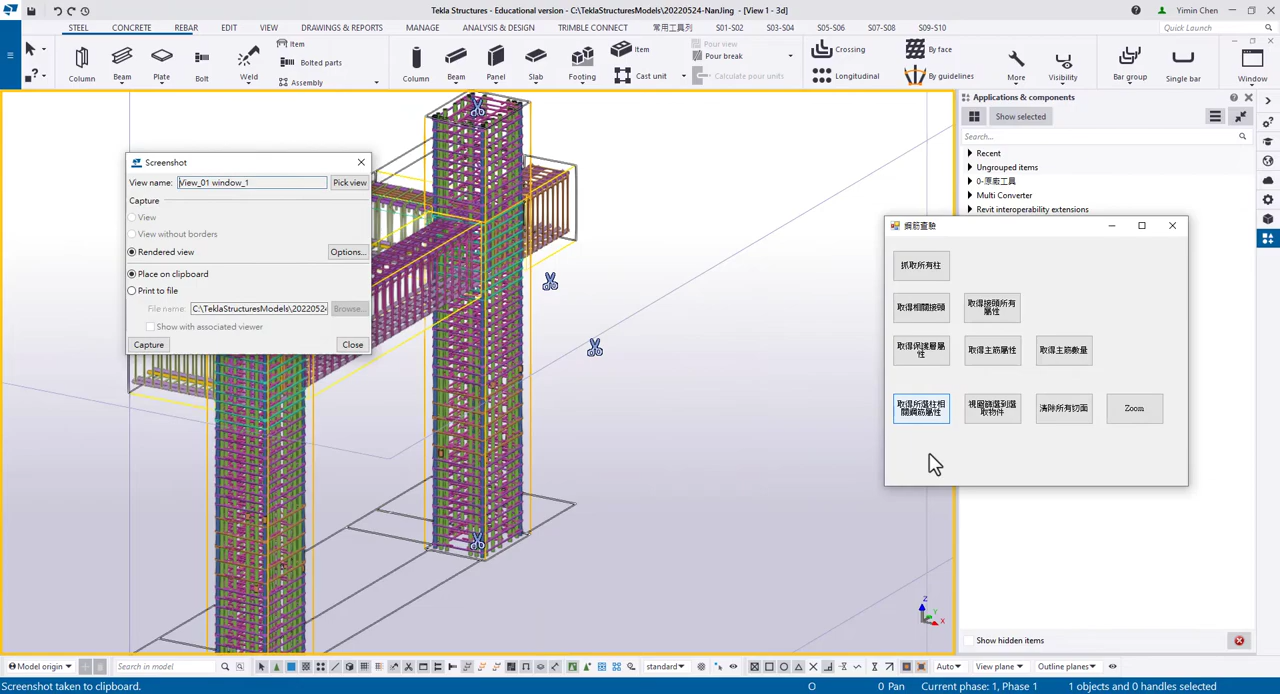 Tekla Structures - Educational version - C:\TeklaStructuresModels\20220524-NanJing - [View 1 - 3d]
Yimin Chen
STEEL
CONCRETE
REBAR
EDIT
VIEW
DRAWINGS & REPORTS
MANAGE
ANALYSIS & DESIGN
TRIMBLE CONNECT
常用工具列
S01-S02
S03-S04
S05-S06
S07-S08
S09-S10
Quick Launch
Column
Beam
Plate
Bolt
Weld
Item
Bolted parts
Assembly
Column
Beam
Panel
Slab
Footing
Item
Cast unit
Pour view
Pour break
Calculate pour units
Crossing
Longitudinal
By face
By guidelines
More
Visibility
Bar group
Single bar
Window
Applications & components
Show selected
Search...
Recent
Ungrouped items
0-原廠工具
Multi Converter
Revit interoperability extensions
Screenshot
View name:
View_01 window_1
Pick view
Capture
View
View without borders
Rendered view
Options...
Place on clipboard
Print to file
File name:
C:\TeklaStructuresModels\2022052
Browse...
Show with associated viewer
Capture
Close
鋼筋查驗
抓取所有柱
取得相關接頭
取得接頭所有
屬性
取得保護層屬
性
取得主筋屬性
取得主筋數量
取得所選柱相
關鋼筋屬性
視圖篩選到選
取物件
清除所有切面
Zoom
Z
Y
X
Show hidden items
Model origin
Search in model
standard
Auto
View plane
Outline planes
Screenshot taken to clipboard.
O
0 Pan
Current phase: 1, Phase 1
1 objects and 0 handles selected